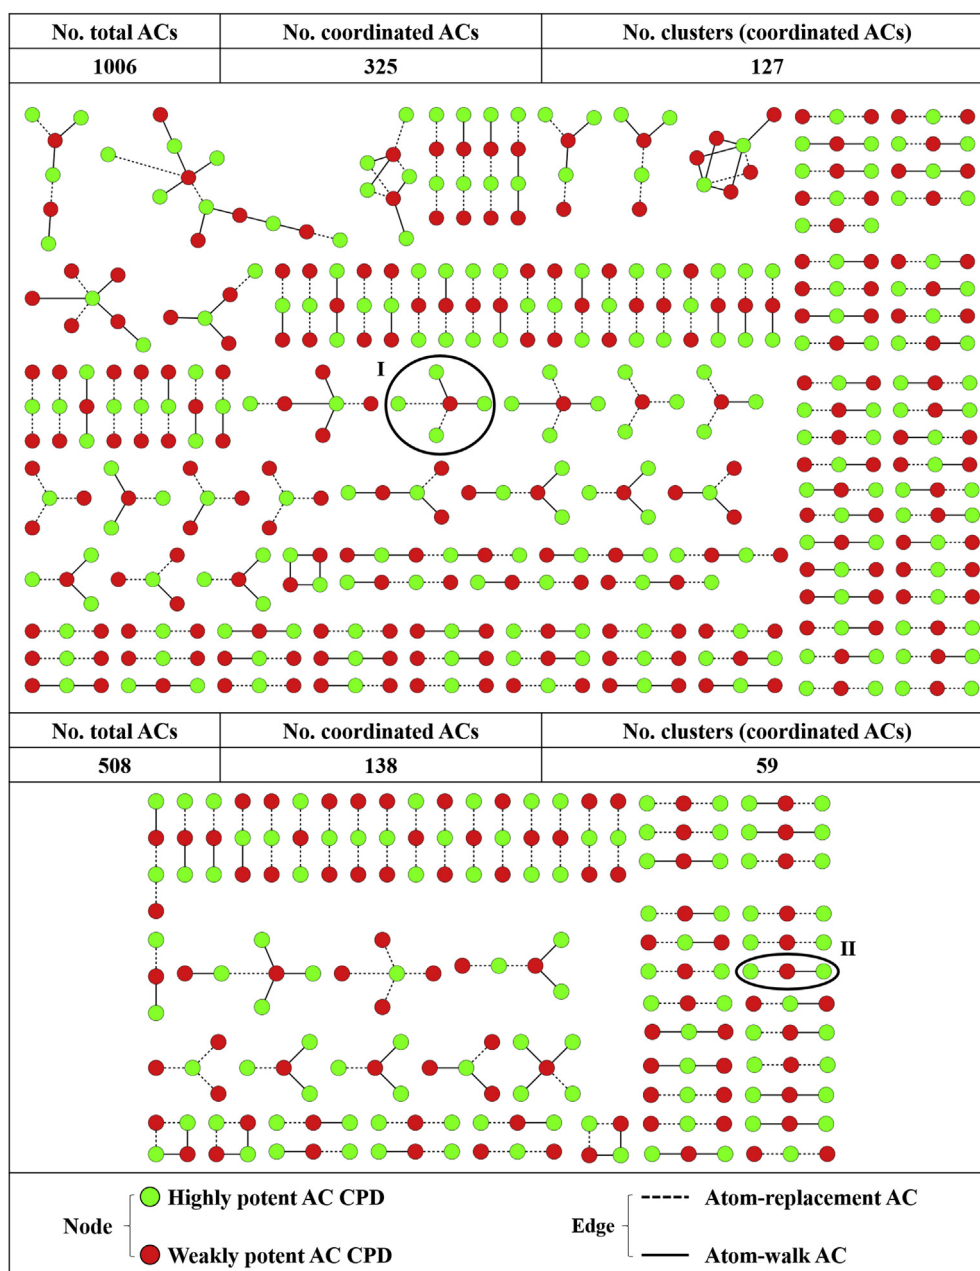 No. total ACs No. coordinated ACs No. clusters (coordinated ACs)
1006 325 127
I
No. total ACs No. coordinated ACs No. clusters (coordinated ACs)
508 138 59
II
Node Highly potent AC CPD Edge Atom-replacement AC
Weakly potent AC CPD Atom-walk AC